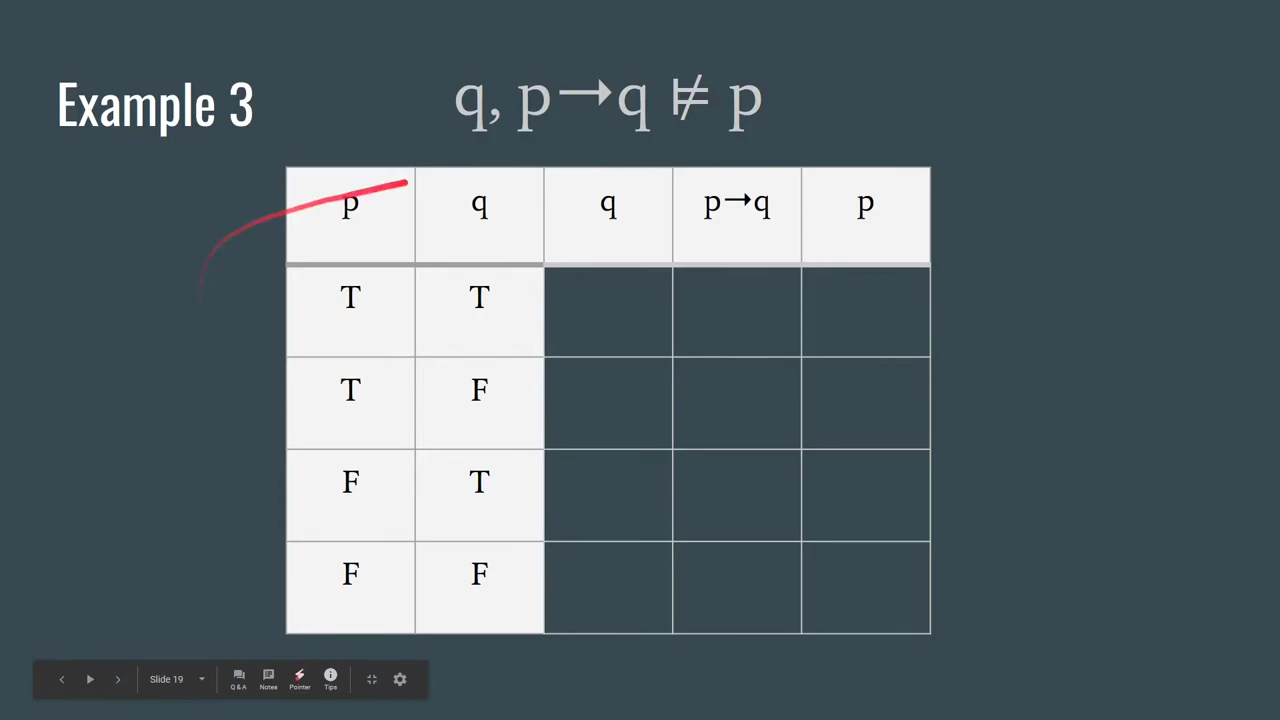 Example 3
q, p→q ⊭ p
p q q p→q p
T T
T F
F T
F F
Slide 19
Q & A Notes Pointer Tips